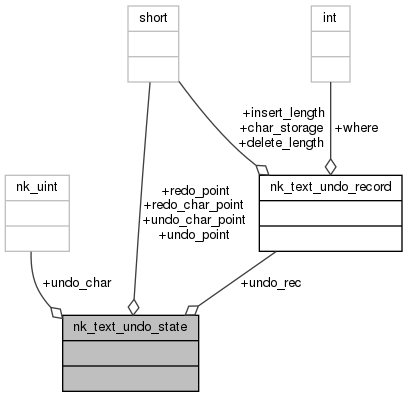 short
int
+insert_length
+char_storage
+delete_length
+where
nk_uint
+redo_point
+redo_char_point
+undo_char_point
+undo_point
nk_text_undo_record
+undo_char
+undo_rec
nk_text_undo_state